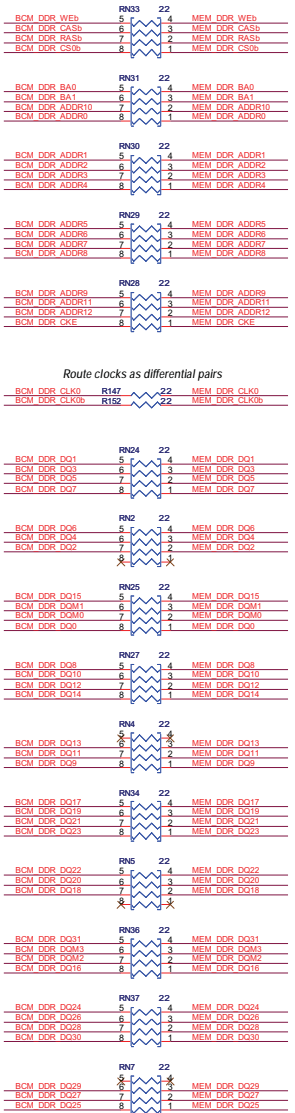 RN33 22
BCM_DDR_WEb 5 4 MEM_DDR_WEb
BCM_DDR_CASb 6 3 MEM_DDR_CASb
BCM_DDR_RASb 7 2 MEM_DDR_RASb
BCM_DDR_CS0b 8 1 MEM_DDR_CS0b
RN31 22
BCM_DDR_BA0 5 4 MEM_DDR_BA0
BCM_DDR_BA1 6 3 MEM_DDR_BA1
BCM_DDR_ADDR10 7 2 MEM_DDR_ADDR10
BCM_DDR_ADDR0 8 1 MEM_DDR_ADDR0
RN30 22
BCM_DDR_ADDR1 5 4 MEM_DDR_ADDR1
BCM_DDR_ADDR2 6 3 MEM_DDR_ADDR2
BCM_DDR_ADDR3 7 2 MEM_DDR_ADDR3
BCM_DDR_ADDR4 8 1 MEM_DDR_ADDR4
RN29 22
BCM_DDR_ADDR5 5 4 MEM_DDR_ADDR5
BCM_DDR_ADDR6 6 3 MEM_DDR_ADDR6
BCM_DDR_ADDR7 7 2 MEM_DDR_ADDR7
BCM_DDR_ADDR8 8 1 MEM_DDR_ADDR8
RN28 22
BCM_DDR_ADDR9 5 4 MEM_DDR_ADDR9
BCM_DDR_ADDR11 6 3 MEM_DDR_ADDR11
BCM_DDR_ADDR12 7 2 MEM_DDR_ADDR12
BCM_DDR_CKE 8 1 MEM_DDR_CKE
Route clocks as differential pairs
BCM_DDR_CLK0 R147 22 MEM_DDR_CLK0
BCM_DDR_CLK0b R152 22 MEM_DDR_CLK0b
RN24 22
BCM_DDR_DQ1 5 4 MEM_DDR_DQ1
BCM_DDR_DQ3 6 3 MEM_DDR_DQ3
BCM_DDR_DQ5 7 2 MEM_DDR_DQ5
BCM_DDR_DQ7 8 1 MEM_DDR_DQ7
RN2 22
BCM_DDR_DQ6 5 4 MEM_DDR_DQ6
BCM_DDR_DQ4 6 3 MEM_DDR_DQ4
BCM_DDR_DQ2 7 2 MEM_DDR_DQ2
8 1
RN25 22
BCM_DDR_DQ15 5 4 MEM_DDR_DQ15
BCM_DDR_DQM1 6 3 MEM_DDR_DQM1
BCM_DDR_DQM0 7 2 MEM_DDR_DQM0
BCM_DDR_DQ0 8 1 MEM_DDR_DQ0
RN27 22
BCM_DDR_DQ8 5 4 MEM_DDR_DQ8
BCM_DDR_DQ10 6 3 MEM_DDR_DQ10
BCM_DDR_DQ12 7 2 MEM_DDR_DQ12
BCM_DDR_DQ14 8 1 MEM_DDR_DQ14
RN4 22
5 4
BCM_DDR_DQ13 6 3 MEM_DDR_DQ13
BCM_DDR_DQ11 7 2 MEM_DDR_DQ11
BCM_DDR_DQ9 8 1 MEM_DDR_DQ9
RN34 22
BCM_DDR_DQ17 5 4 MEM_DDR_DQ17
BCM_DDR_DQ19 6 3 MEM_DDR_DQ19
BCM_DDR_DQ21 7 2 MEM_DDR_DQ21
BCM_DDR_DQ23 8 1 MEM_DDR_DQ23
RN5 22
BCM_DDR_DQ22 5 4 MEM_DDR_DQ22
BCM_DDR_DQ20 6 3 MEM_DDR_DQ20
BCM_DDR_DQ18 7 2 MEM_DDR_DQ18
8 1
RN36 22
BCM_DDR_DQ31 5 4 MEM_DDR_DQ31
BCM_DDR_DQM3 6 3 MEM_DDR_DQM3
BCM_DDR_DQM2 7 2 MEM_DDR_DQM2
BCM_DDR_DQ16 8 1 MEM_DDR_DQ16
RN37 22
BCM_DDR_DQ24 5 4 MEM_DDR_DQ24
BCM_DDR_DQ26 6 3 MEM_DDR_DQ26
BCM_DDR_DQ28 7 2 MEM_DDR_DQ28
BCM_DDR_DQ30 8 1 MEM_DDR_DQ30
RN7 22
5 4
BCM_DDR_DQ29 6 3 MEM_DDR_DQ29
BCM_DDR_DQ27 7 2 MEM_DDR_DQ27
BCM_DDR_DQ25 8 1 MEM_DDR_DQ25